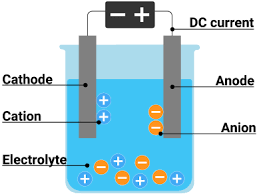 − +
DC current
Cathode
Anode
Cation
Anion
Electrolyte